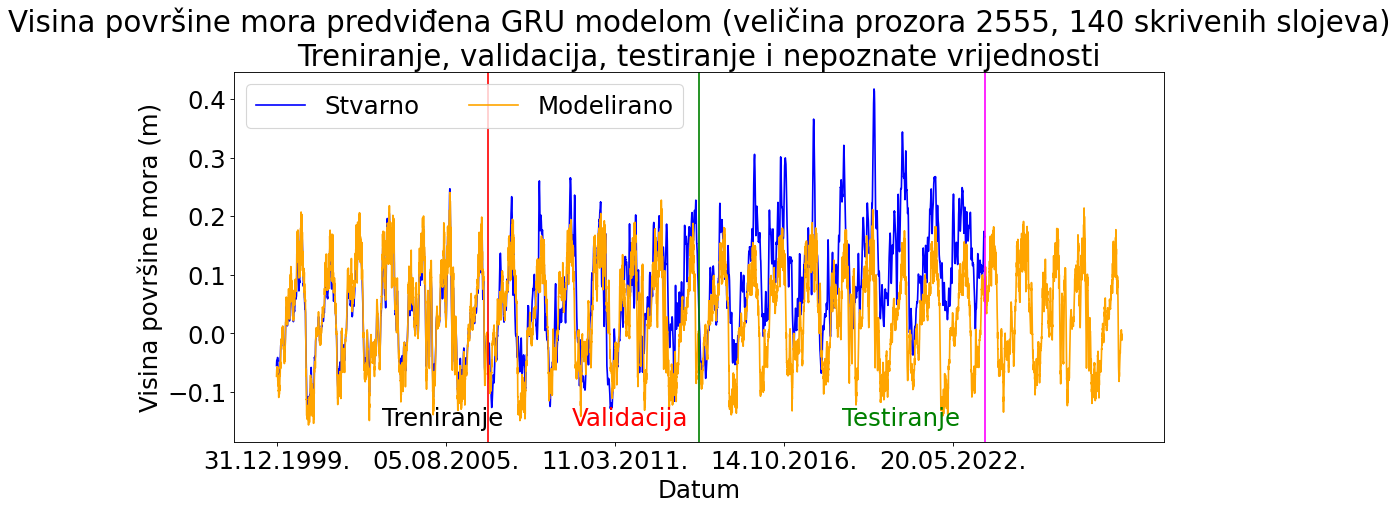 Visina površine mora predviđena GRU modelom (veličina prozora 2555, 140 skrivenih slojeva)
Treniranje, validacija, testiranje i nepoznate vrijednosti
Stvarno
Modelirano
Visina površine mora (m)
0.4
0.3
0.2
0.1
0.0
−0.1
Treniranje
Validacija
Testiranje
31.12.1999.
05.08.2005.
11.03.2011.
14.10.2016.
20.05.2022.
Datum